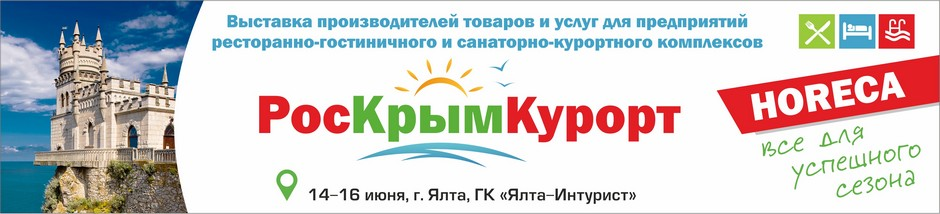 Выставка производителей товаров и услуг для предприятий
ресторанно-гостиничного и санаторно-курортного комплексов
РосКрымКурорт
14–16 июня, г. Ялта, ГК «Ялта–Интурист»
HORECA
все для
успешного
сезона